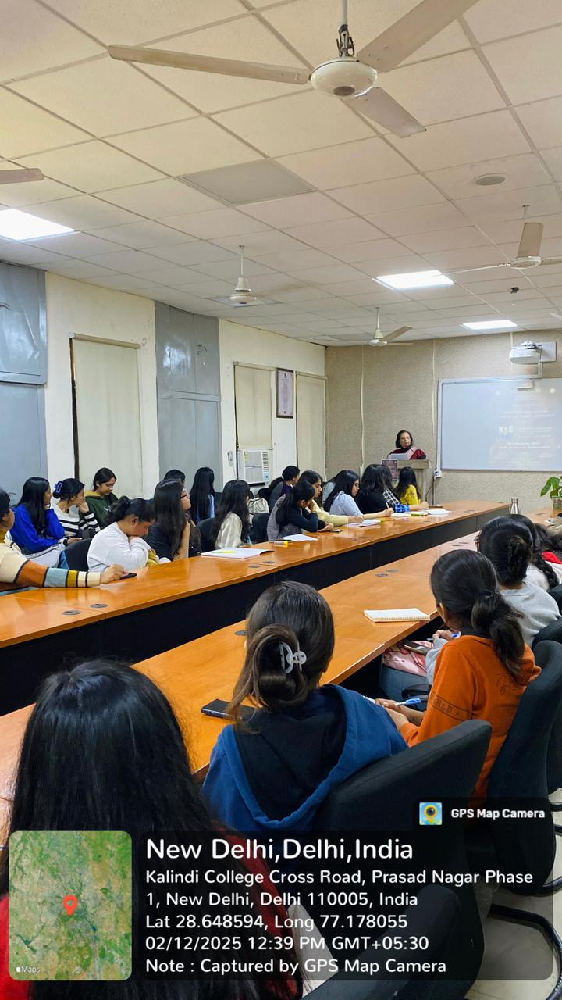 GPS Map Camera
New Delhi,Delhi,India
Kalindi College Cross Road, Prasad Nagar Phase
1, New Delhi, Delhi 110005, India
Lat 28.648594, Long 77.178055
02/12/2025 12:39 PM GMT+05:30
Note : Captured by GPS Map Camera
Maps